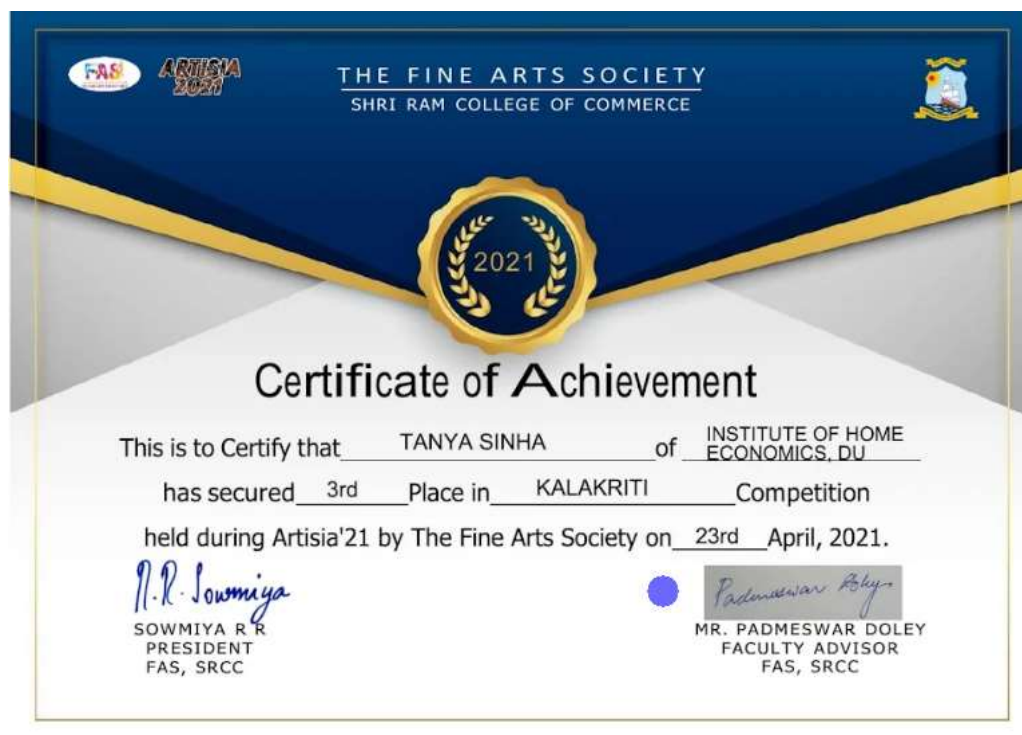 FAS
ARTISIA
2021
THE FINE ARTS SOCIETY
SHRI RAM COLLEGE OF COMMERCE
2021
Certificate of Achievement
This is to Certify that TANYA SINHA of INSTITUTE OF HOME ECONOMICS, DU
has secured 3rd Place in KALAKRITI Competition
held during Artisia'21 by The Fine Arts Society on 23rd April, 2021.
N.R. Sowmiya
Padmeswar Doley
SOWMIYA R R
PRESIDENT
FAS, SRCC
MR. PADMESWAR DOLEY
FACULTY ADVISOR
FAS, SRCC